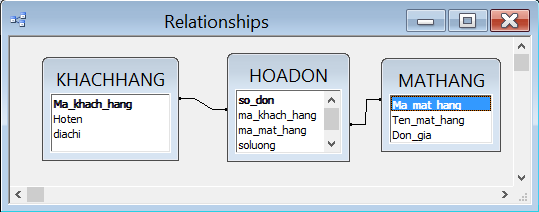 Relationships
KHACHHANG
Ma_khach_hang
Hoten
diachi
HOADON
so_don
ma_khach_hang
ma_mat_hang
soluong
MATHANG
Ma_mat_hang
Ten_mat_hang
Don_gia